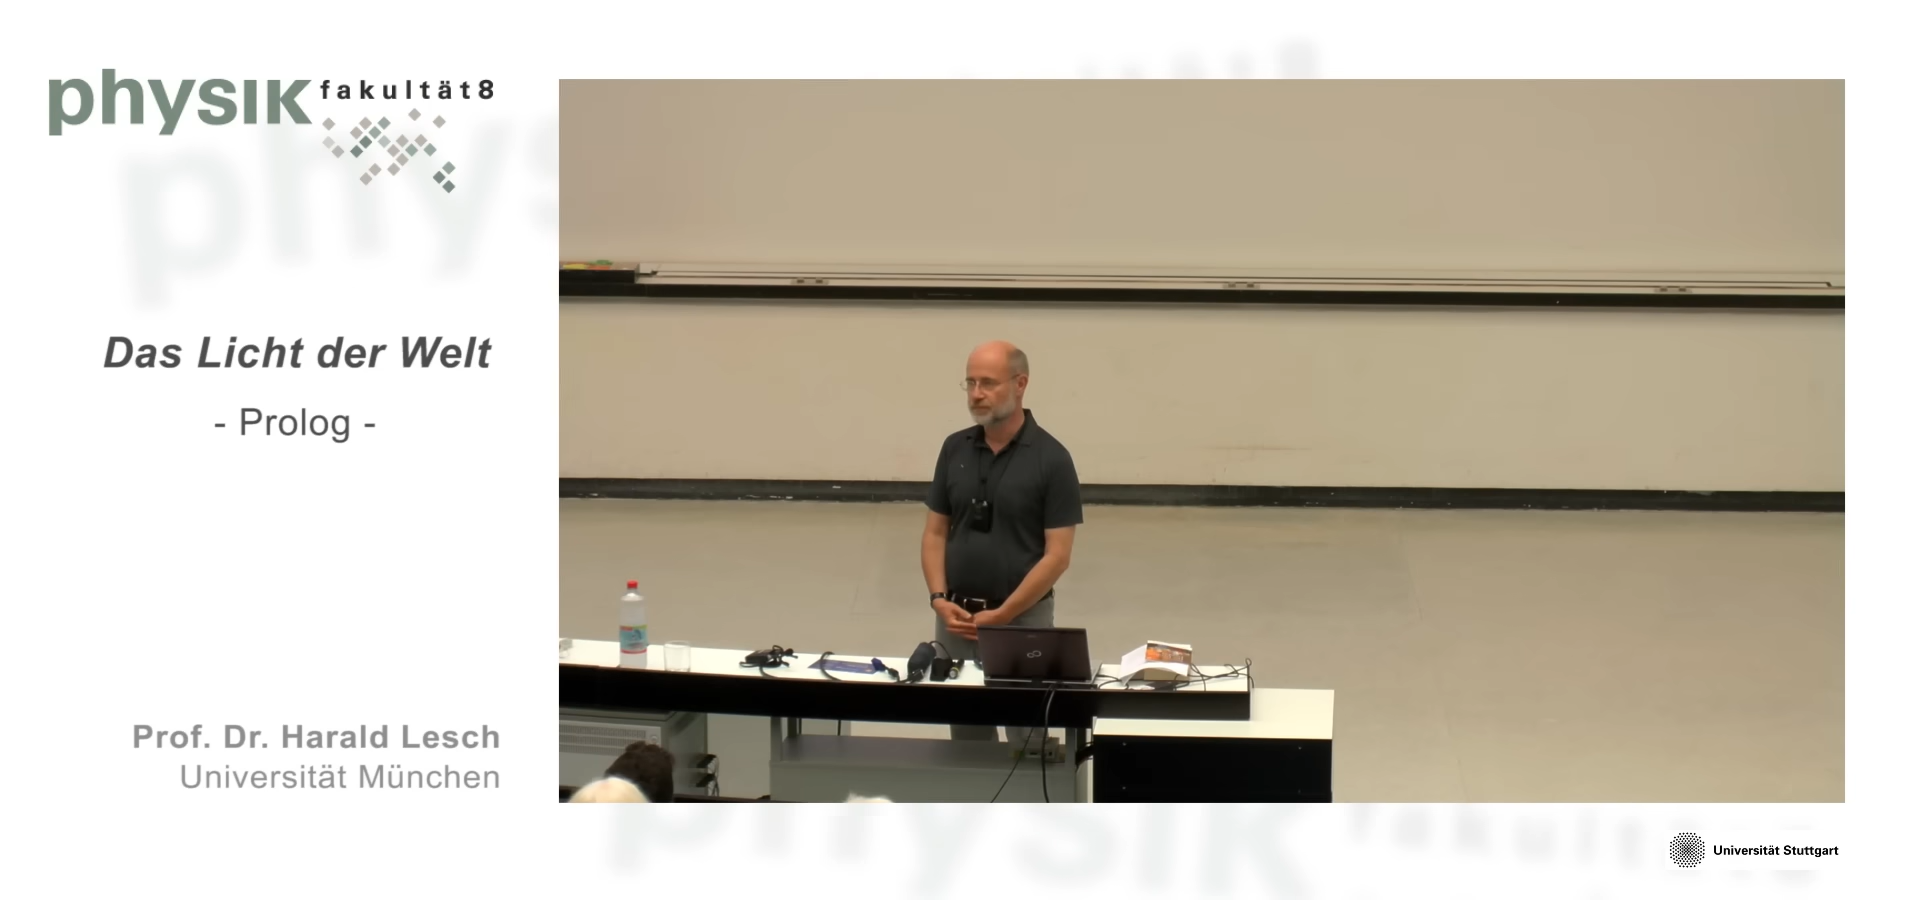 physik fakultät8
Das Licht der Welt
- Prolog -
Prof. Dr. Harald Lesch
Universität München
Universität Stuttgart